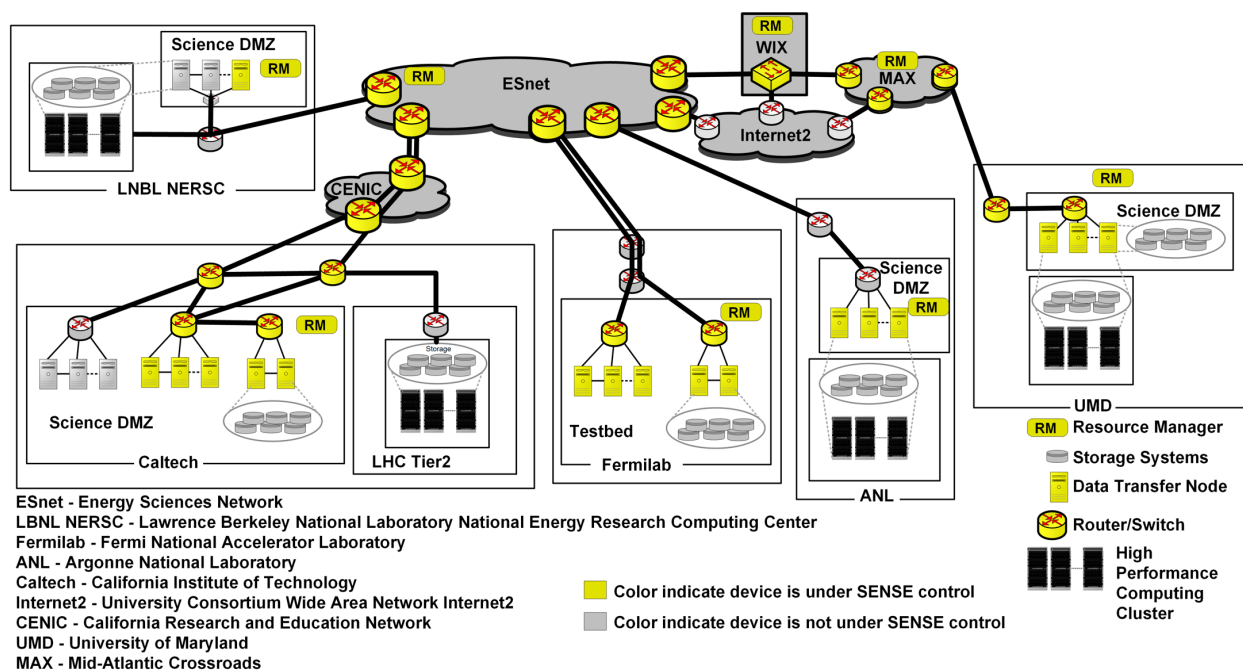 Science DMZ
RM
LNBL NERSC
RM
ESnet
RM
WIX
RM
MAX
Internet2
CENIC
RM
Science DMZ
UMD
Science DMZ
RM
ANL
RM
Testbed
Fermilab
RM
Science DMZ
Caltech
Storage
LHC Tier2
RM Resource Manager
Storage Systems
Data Transfer Node
Router/Switch
High
Performance
Computing
Cluster
ESnet - Energy Sciences Network
LBNL NERSC - Lawrence Berkeley National Laboratory National Energy Research Computing Center
Fermilab - Fermi National Accelerator Laboratory
ANL - Argonne National Laboratory
Caltech - California Institute of Technology
Internet2 - University Consortium Wide Area Network Internet2
CENIC - California Research and Education Network
UMD - University of Maryland
MAX - Mid-Atlantic Crossroads
Color indicate device is under SENSE control
Color indicate device is not under SENSE control